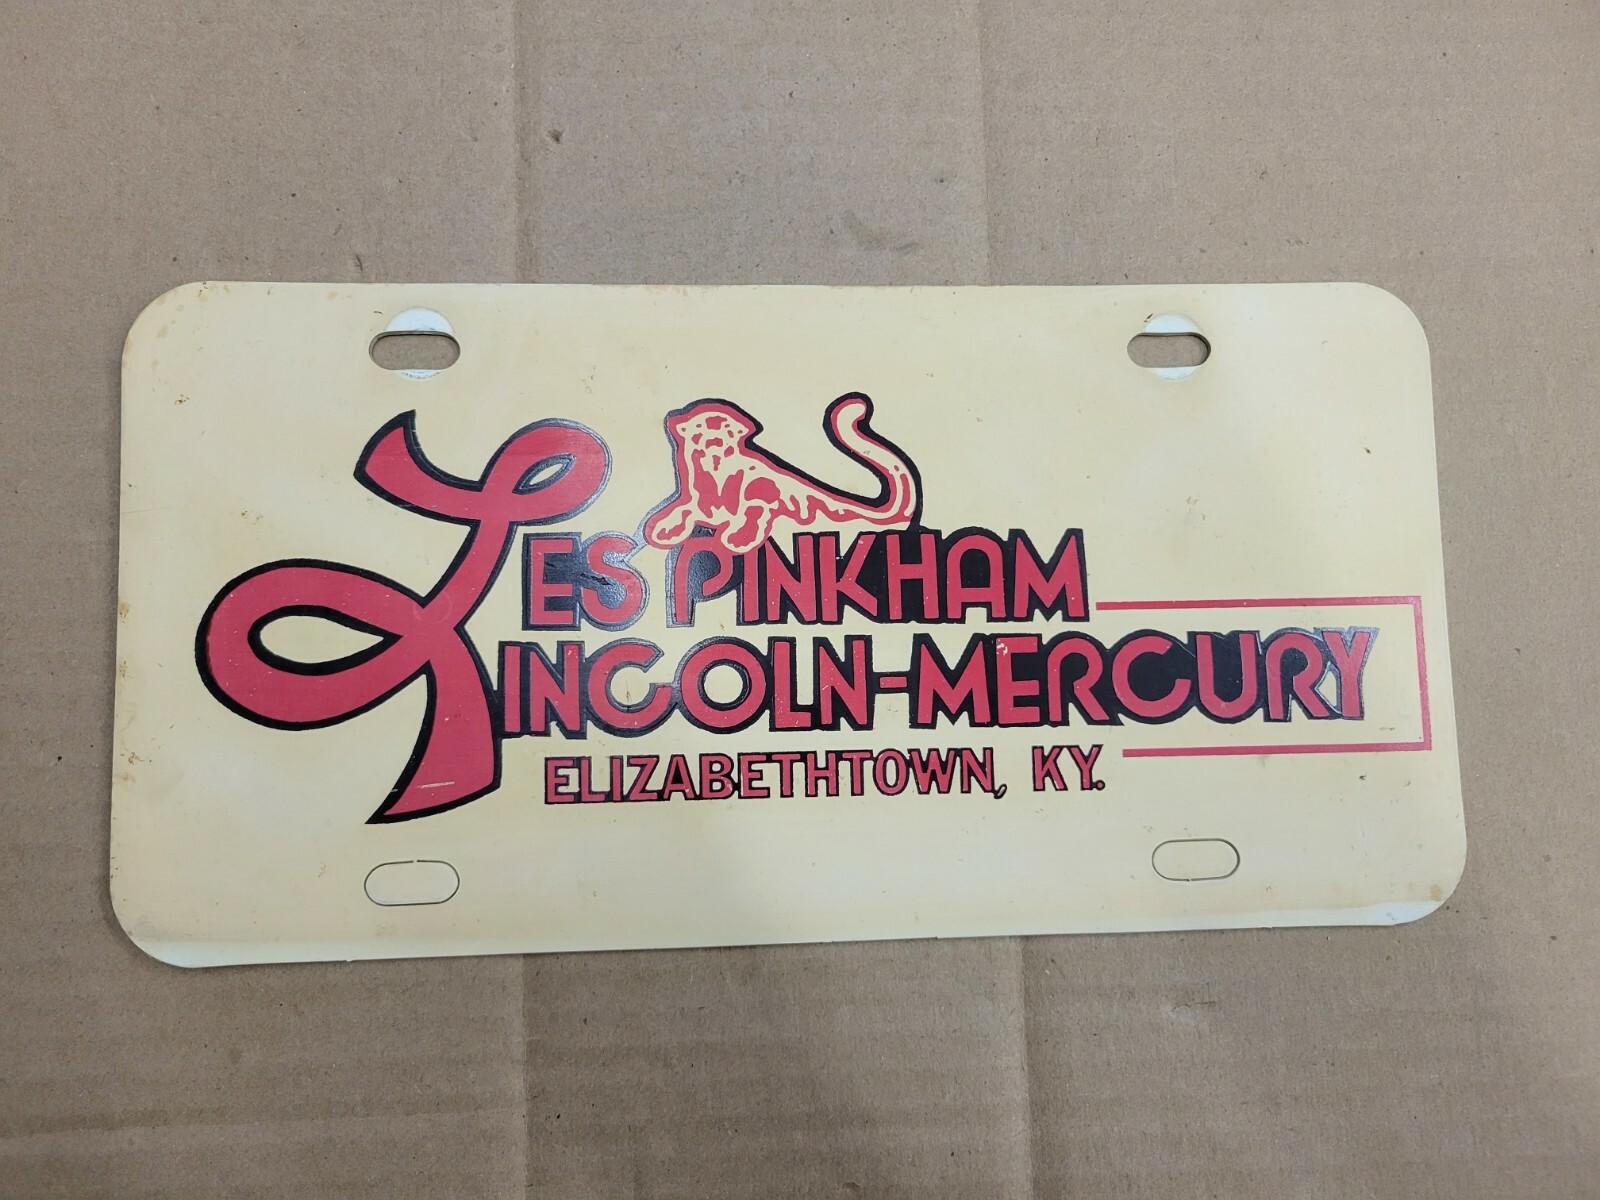 LES PINKHAM
LINCOLN-MERCURY
ELIZABETHTOWN, KY.